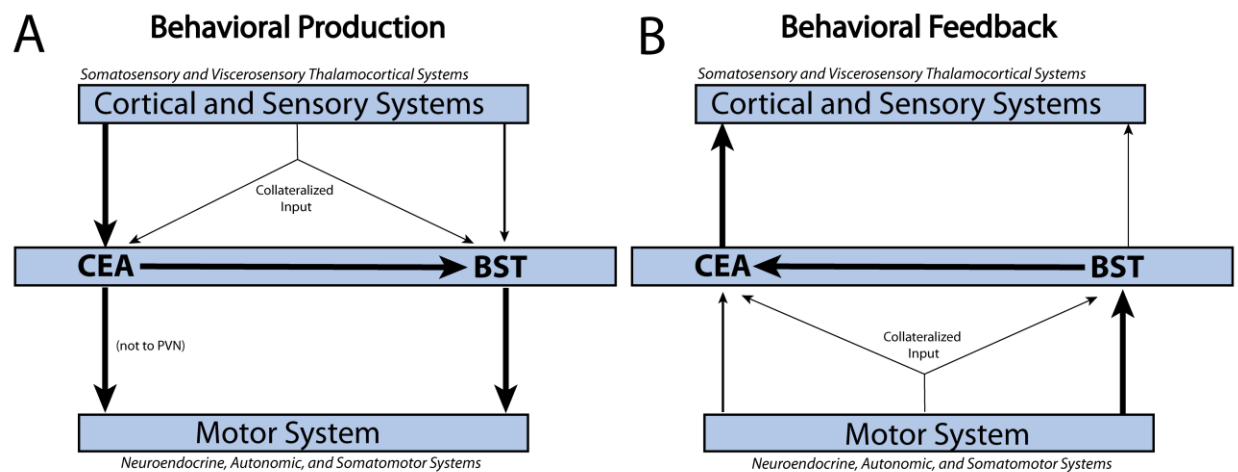 A
Behavioral Production
Somatosensory and Viscerosensory Thalamocortical Systems
Cortical and Sensory Systems
Collateralized
Input
CEA
BST
(not to PVN)
Motor System
Neuroendocrine, Autonomic, and Somatomotor Systems
B
Behavioral Feedback
Somatosensory and Viscerosensory Thalamocortical Systems
Cortical and Sensory Systems
CEA
BST
Collateralized
Input
Motor System
Neuroendocrine, Autonomic, and Somatomotor Systems